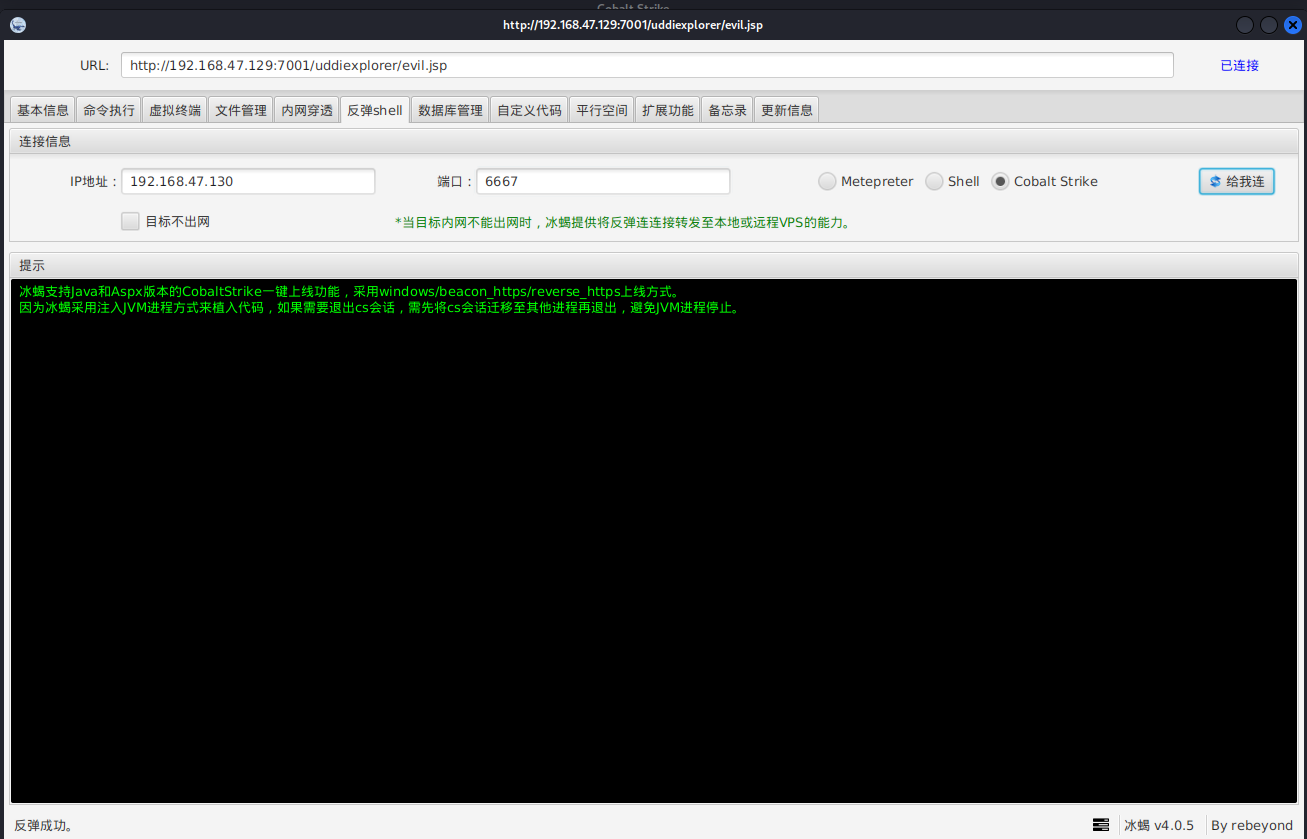 Cobalt Strike
http://192.168.47.129:7001/uddiexplorer/evil.jsp
URL: http://192.168.47.129:7001/uddiexplorer/evil.jsp 已连接
基本信息 命令执行 虚拟终端 文件管理 内网穿透 反弹shell 数据库管理 自定义代码 平行空间 扩展功能 备忘录 更新信息
连接信息
IP地址： 192.168.47.130 端口： 6667 Metepreter Shell Cobalt Strike 给我连
目标不出网 *当目标内网不能出网时，冰蝎提供将反弹连连接转发至本地或远程VPS的能力。
提示
冰蝎支持Java和Aspx版本的CobaltStrike一键上线功能，采用windows/beacon_https/reverse_https上线方式。
因为冰蝎采用注入JVM进程方式来植入代码，如果需要退出cs会话，需先将cs会话迁移至其他进程再退出，避免JVM进程停止。
反弹成功。 冰蝎 v4.0.5 By rebeyond